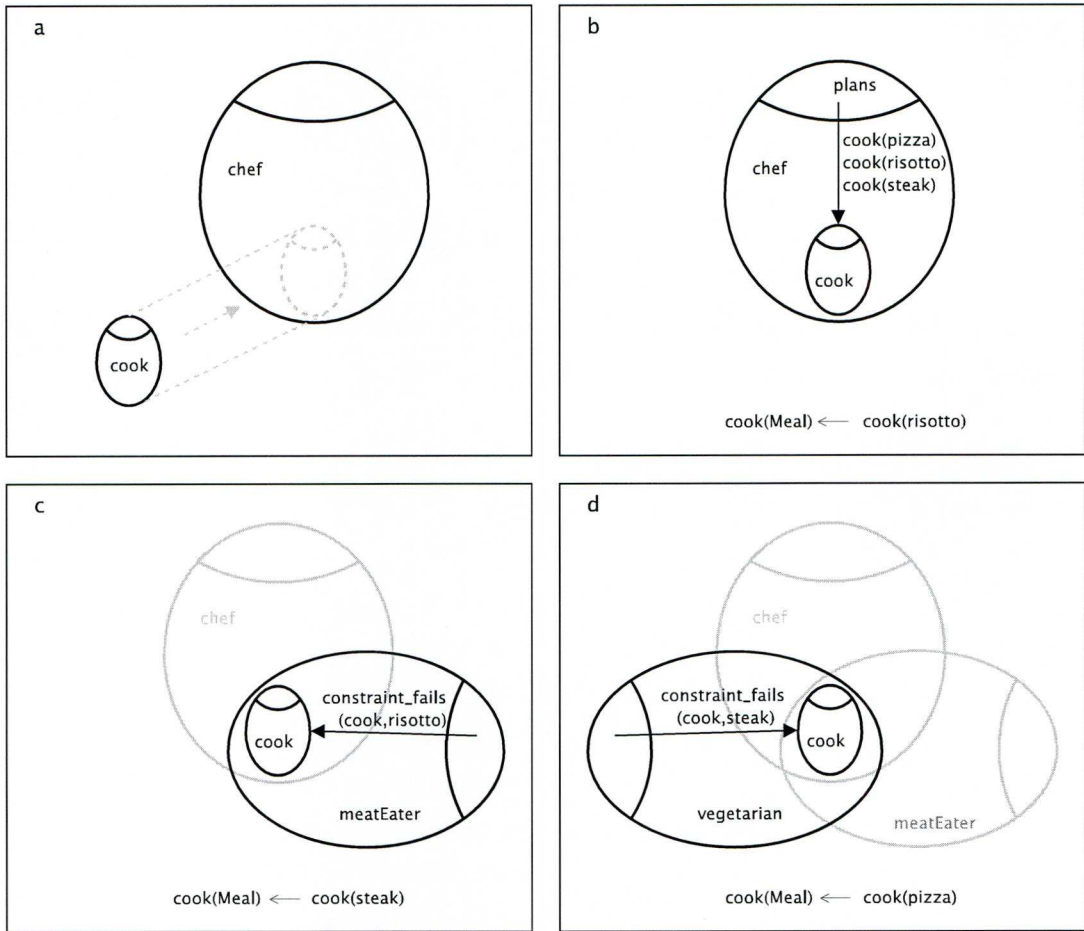 a
chef
cook
b
plans
cook(pizza)
cook(risotto)
cook(steak)
chef
cook
cook(Meal) ← cook(risotto)
c
chef
constraint_fails
(cook,risotto)
cook
meatEater
cook(Meal) ← cook(steak)
d
chef
constraint_fails
(cook,steak)
cook
vegetarian
meatEater
cook(Meal) ← cook(pizza)